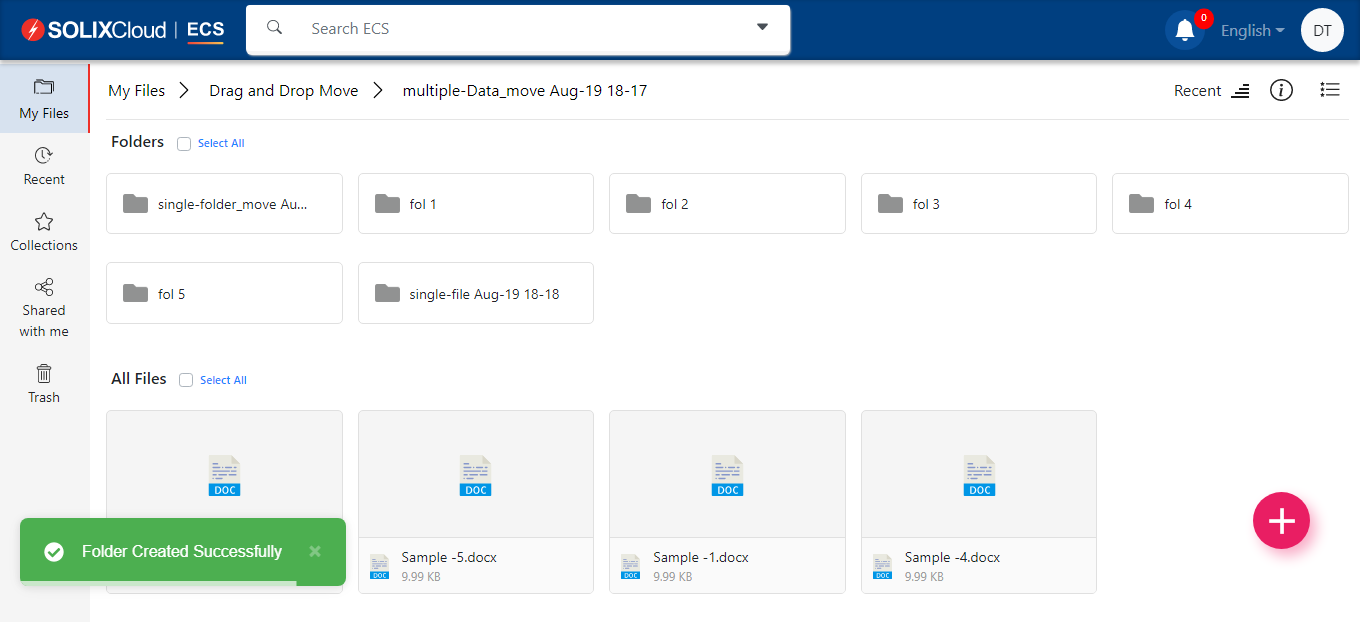 SOLIXCloud | ECS
Search ECS
0
English
DT
My Files
Recent
Collections
Shared
with me
Trash
My Files > Drag and Drop Move > multiple-Data_move Aug-19 18-17
Recent
Folders Select All
single-folder_move Au...
fol 1
fol 2
fol 3
fol 4
fol 5
single-file Aug-19 18-18
All Files Select All
DOC
DOC
DOC
DOC
DOC
Sample -5.docx
9.99 KB
DOC
Sample -1.docx
9.99 KB
DOC
Sample -4.docx
9.99 KB
Folder Created Successfully